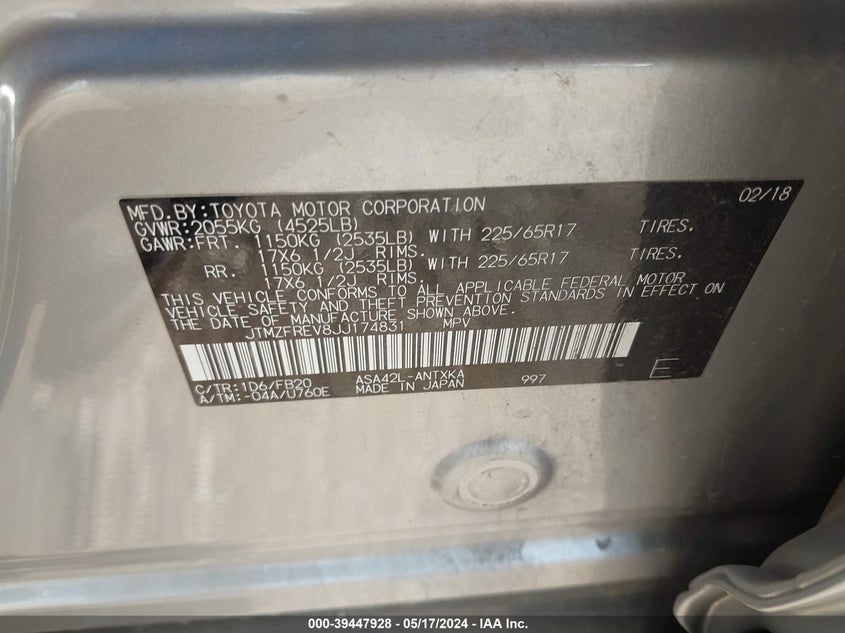 MFD. BY: TOYOTA MOTOR CORPORATION 02/18
GVWR: 2055KG (4525LB)
GAWR: FRT. 1150KG (2535LB) WITH 225/65R17 TIRES.
17X6 1/2J RIMS.
RR. 1150KG (2535LB) WITH 225/65R17 TIRES.
17X6 1/2J RIMS.
THIS VEHICLE CONFORMS TO ALL APPLICABLE FEDERAL MOTOR
VEHICLE SAFETY AND THEFT PREVENTION STANDARDS IN EFFECT ON
THE DATE OF MANUFACTURE SHOWN ABOVE.
JTMZFREV8JJ174831 MPV
C/TR: 1D6/FB20 ASA42L-ANTXKA 997 E
A/TM: -04A/U760E MADE IN JAPAN
000-39447928 - 05/17/2024 - IAA Inc.